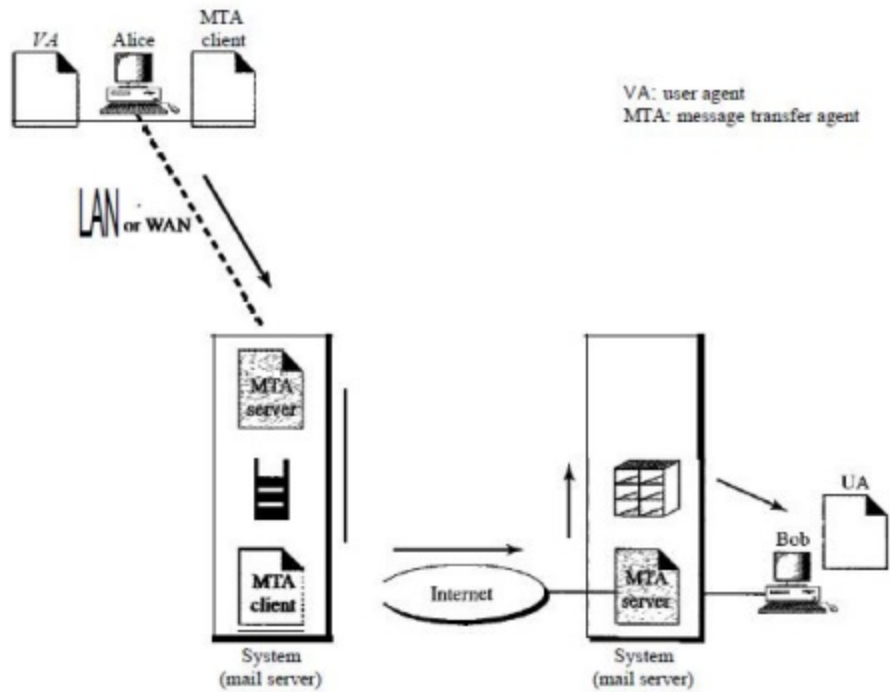 VA
Alice
MTA
client
VA: user agent
MTA: message transfer agent
LAN or WAN
MTA
server
MTA
client
System
(mail server)
Internet
MTA
server
System
(mail server)
UA
Bob